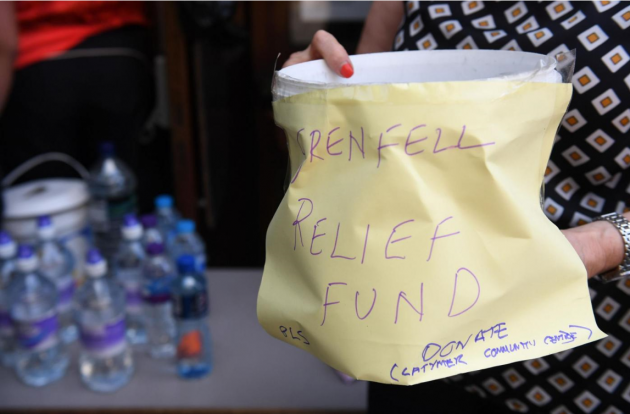 GRENFELL
RELIEF
FUND
PLS DONATE
(LATYMER COMMUNITY CENTRE)